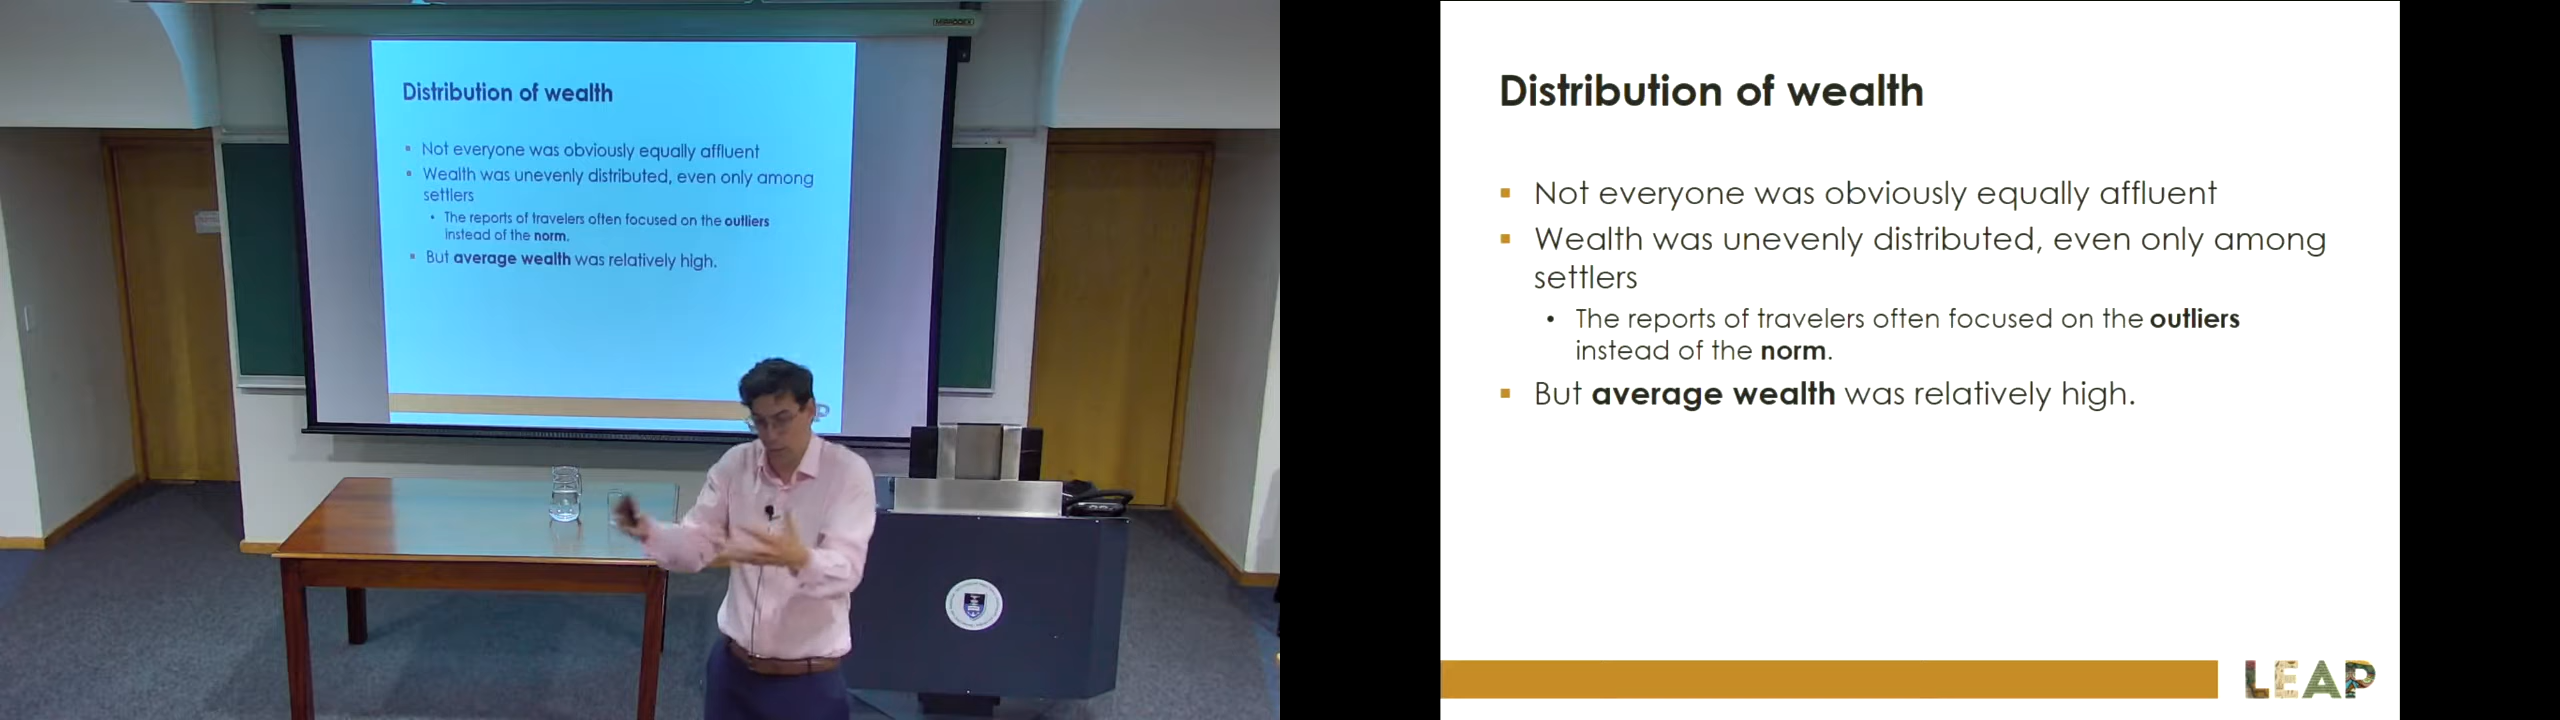 Distribution of wealth
Not everyone was obviously equally affluent
Wealth was unevenly distributed, even only among
settlers
The reports of travelers often focused on the outliers
instead of the norm.
But average wealth was relatively high.
P
Distribution of wealth
Not everyone was obviously equally affluent
Wealth was unevenly distributed, even only among
settlers
The reports of travelers often focused on the outliers
instead of the norm.
But average wealth was relatively high.
LEAP